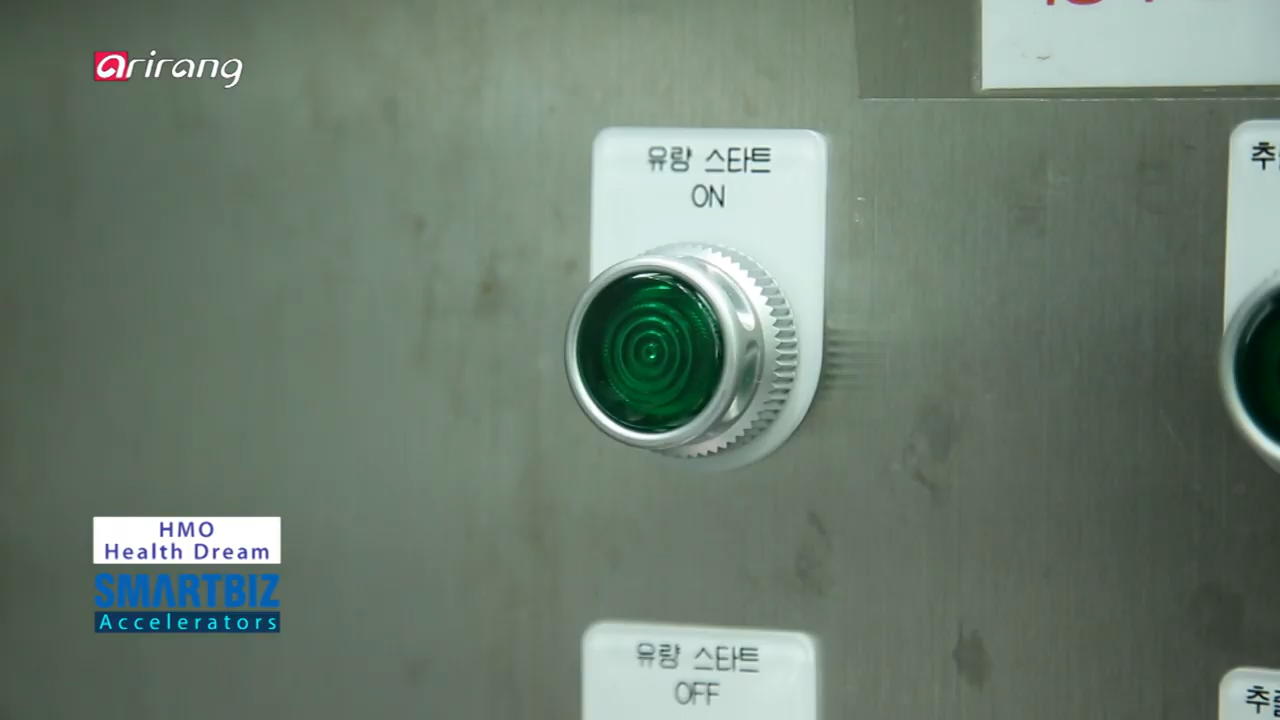 arirang
유량 스타트
ON
HMO
Health Dream
SMARTBIZ
Accelerators
유량 스타트
OFF